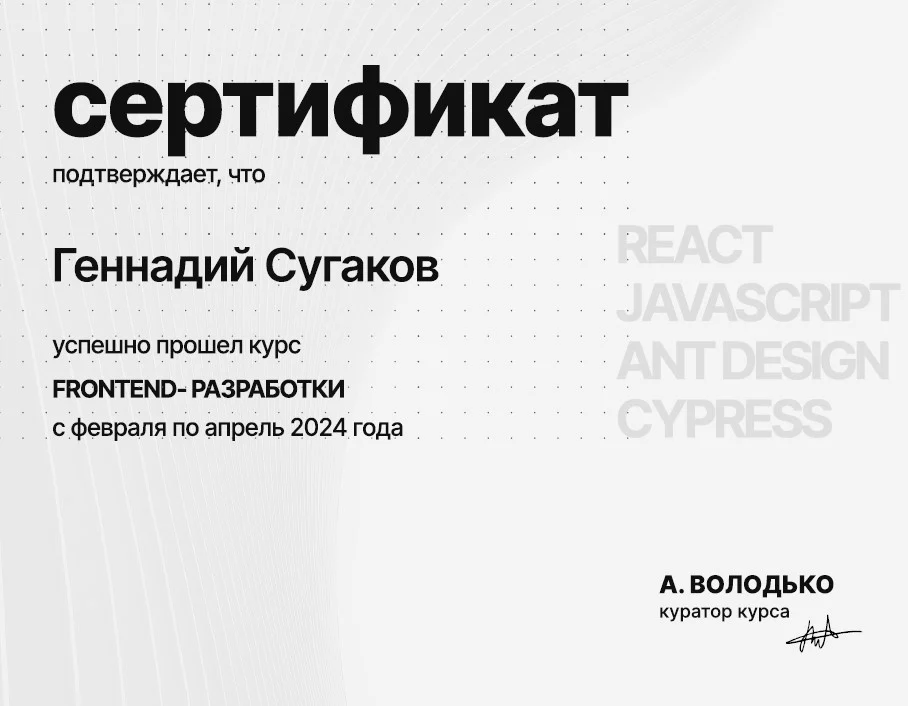 сертификат
подтверждает, что
Геннадий Сугаков
успешно прошел курс
FRONTEND- РАЗРАБОТКИ
с февраля по апрель 2024 года
REACT
JAVASCRIPT
ANT DESIGN
CYPRESS
А. ВОЛОДЬКО
куратор курса